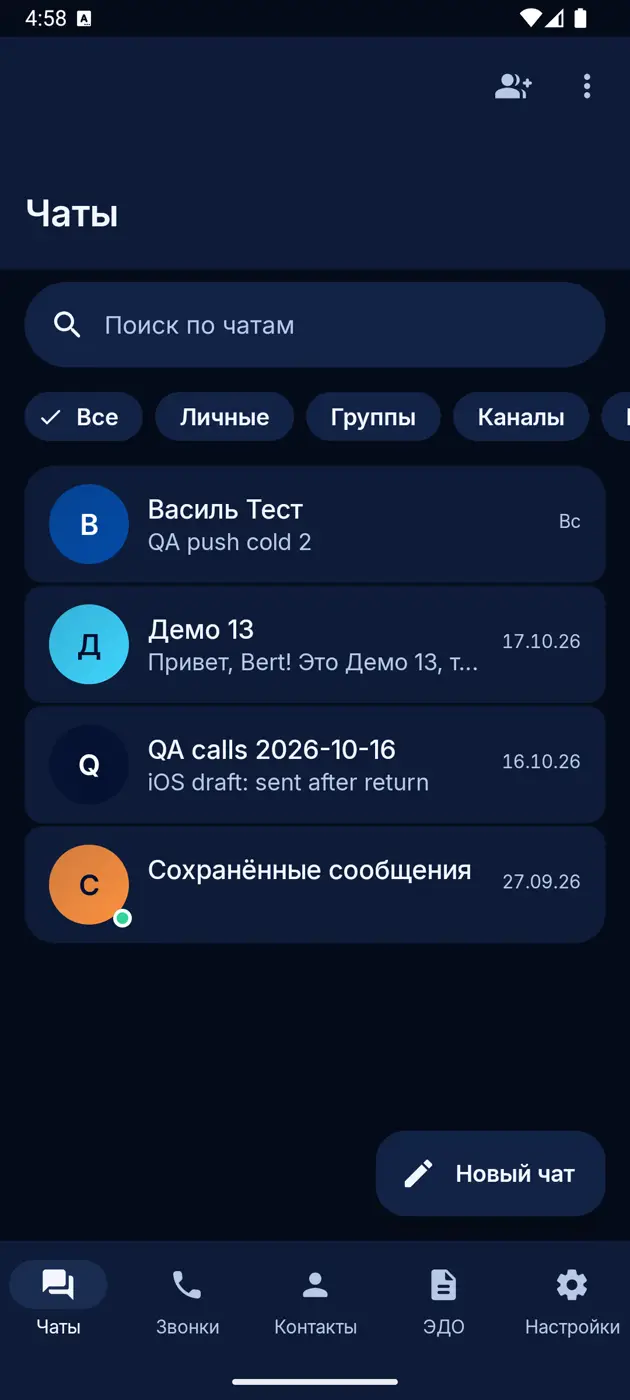 4:58 A
Чаты
Поиск по чатам
Все Личные Группы Каналы
В Василь Тест Вс
QA push cold 2
Д Демо 13 17.10.26
Привет, Bert! Это Демо 13, т...
Q QA calls 2026-10-16 16.10.26
iOS draft: sent after return
С Сохранённые сообщения 27.09.26
Новый чат
Чаты Звонки Контакты ЭДО Настройки